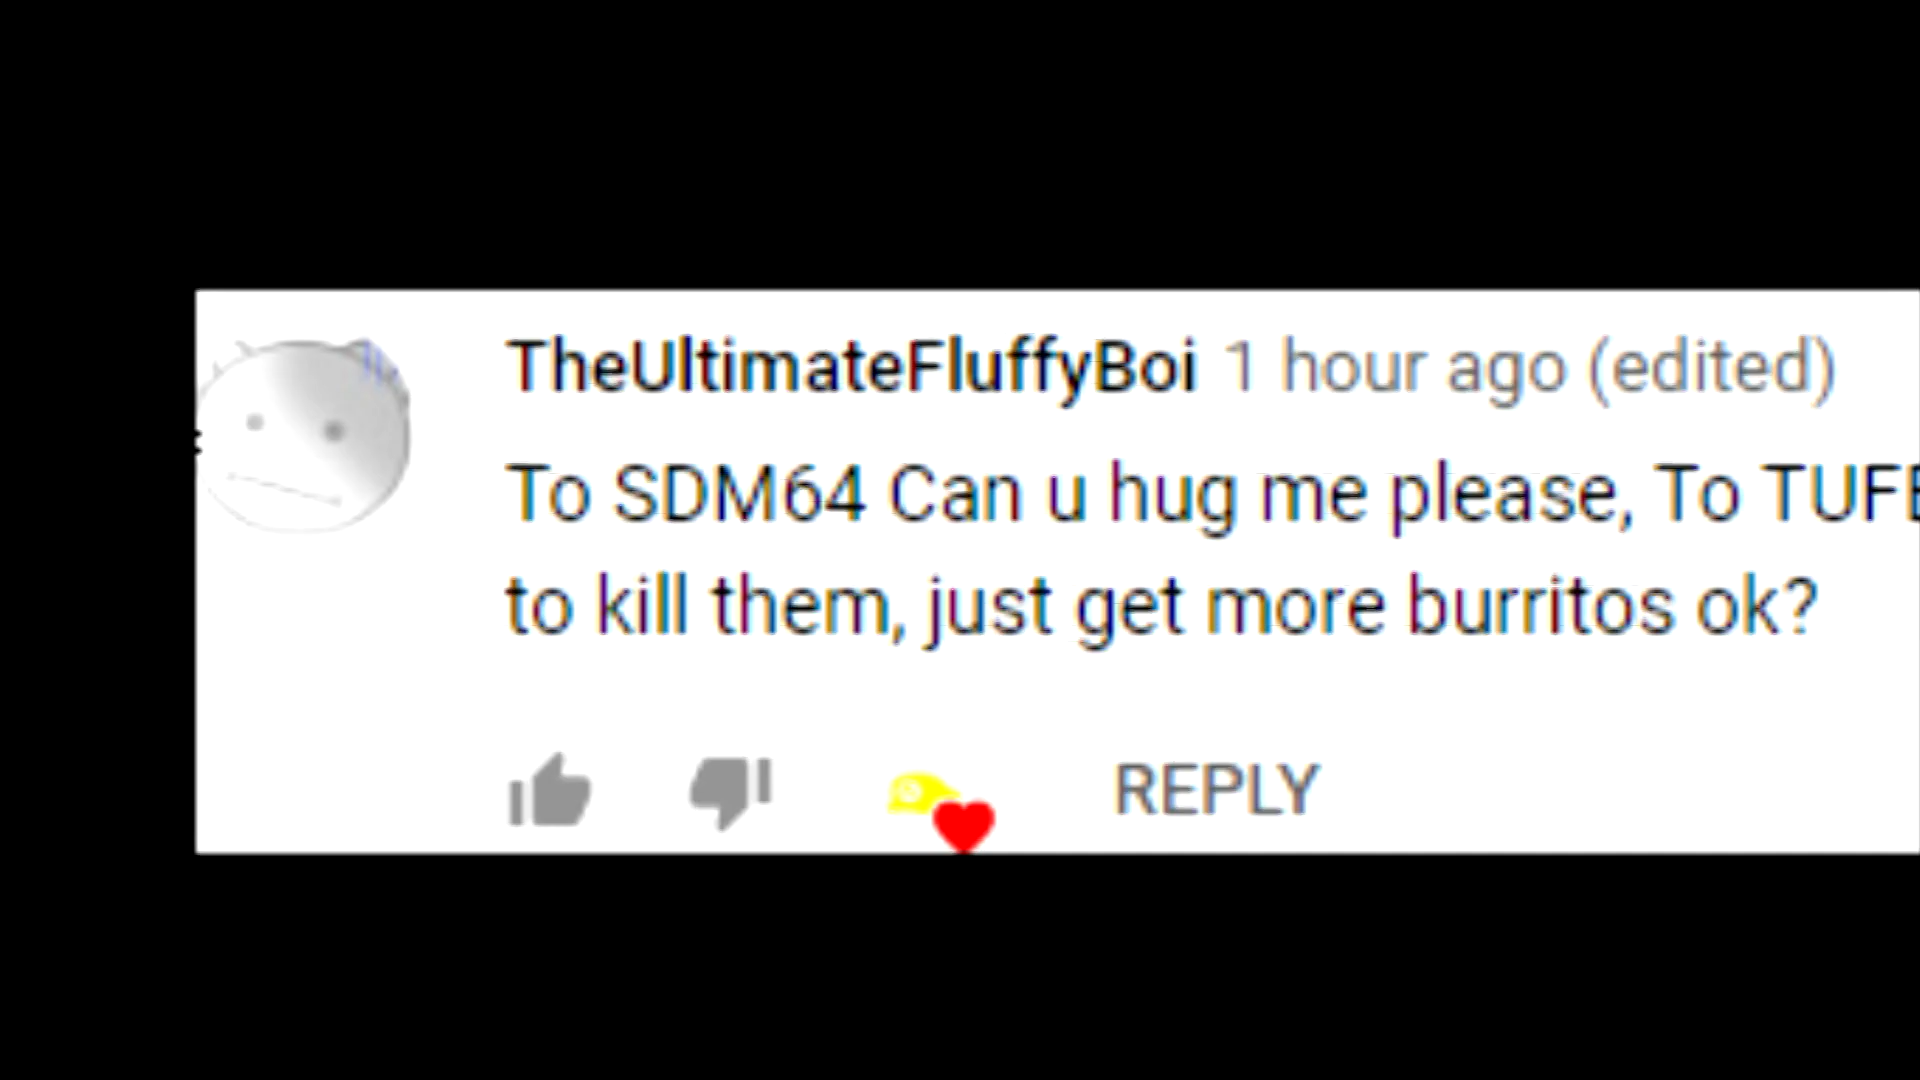 TheUltimateFluffyBoi 1 hour ago (edited)
To SDM64 Can u hug me please, To
to kill them, just get more burritos ok?
REPLY